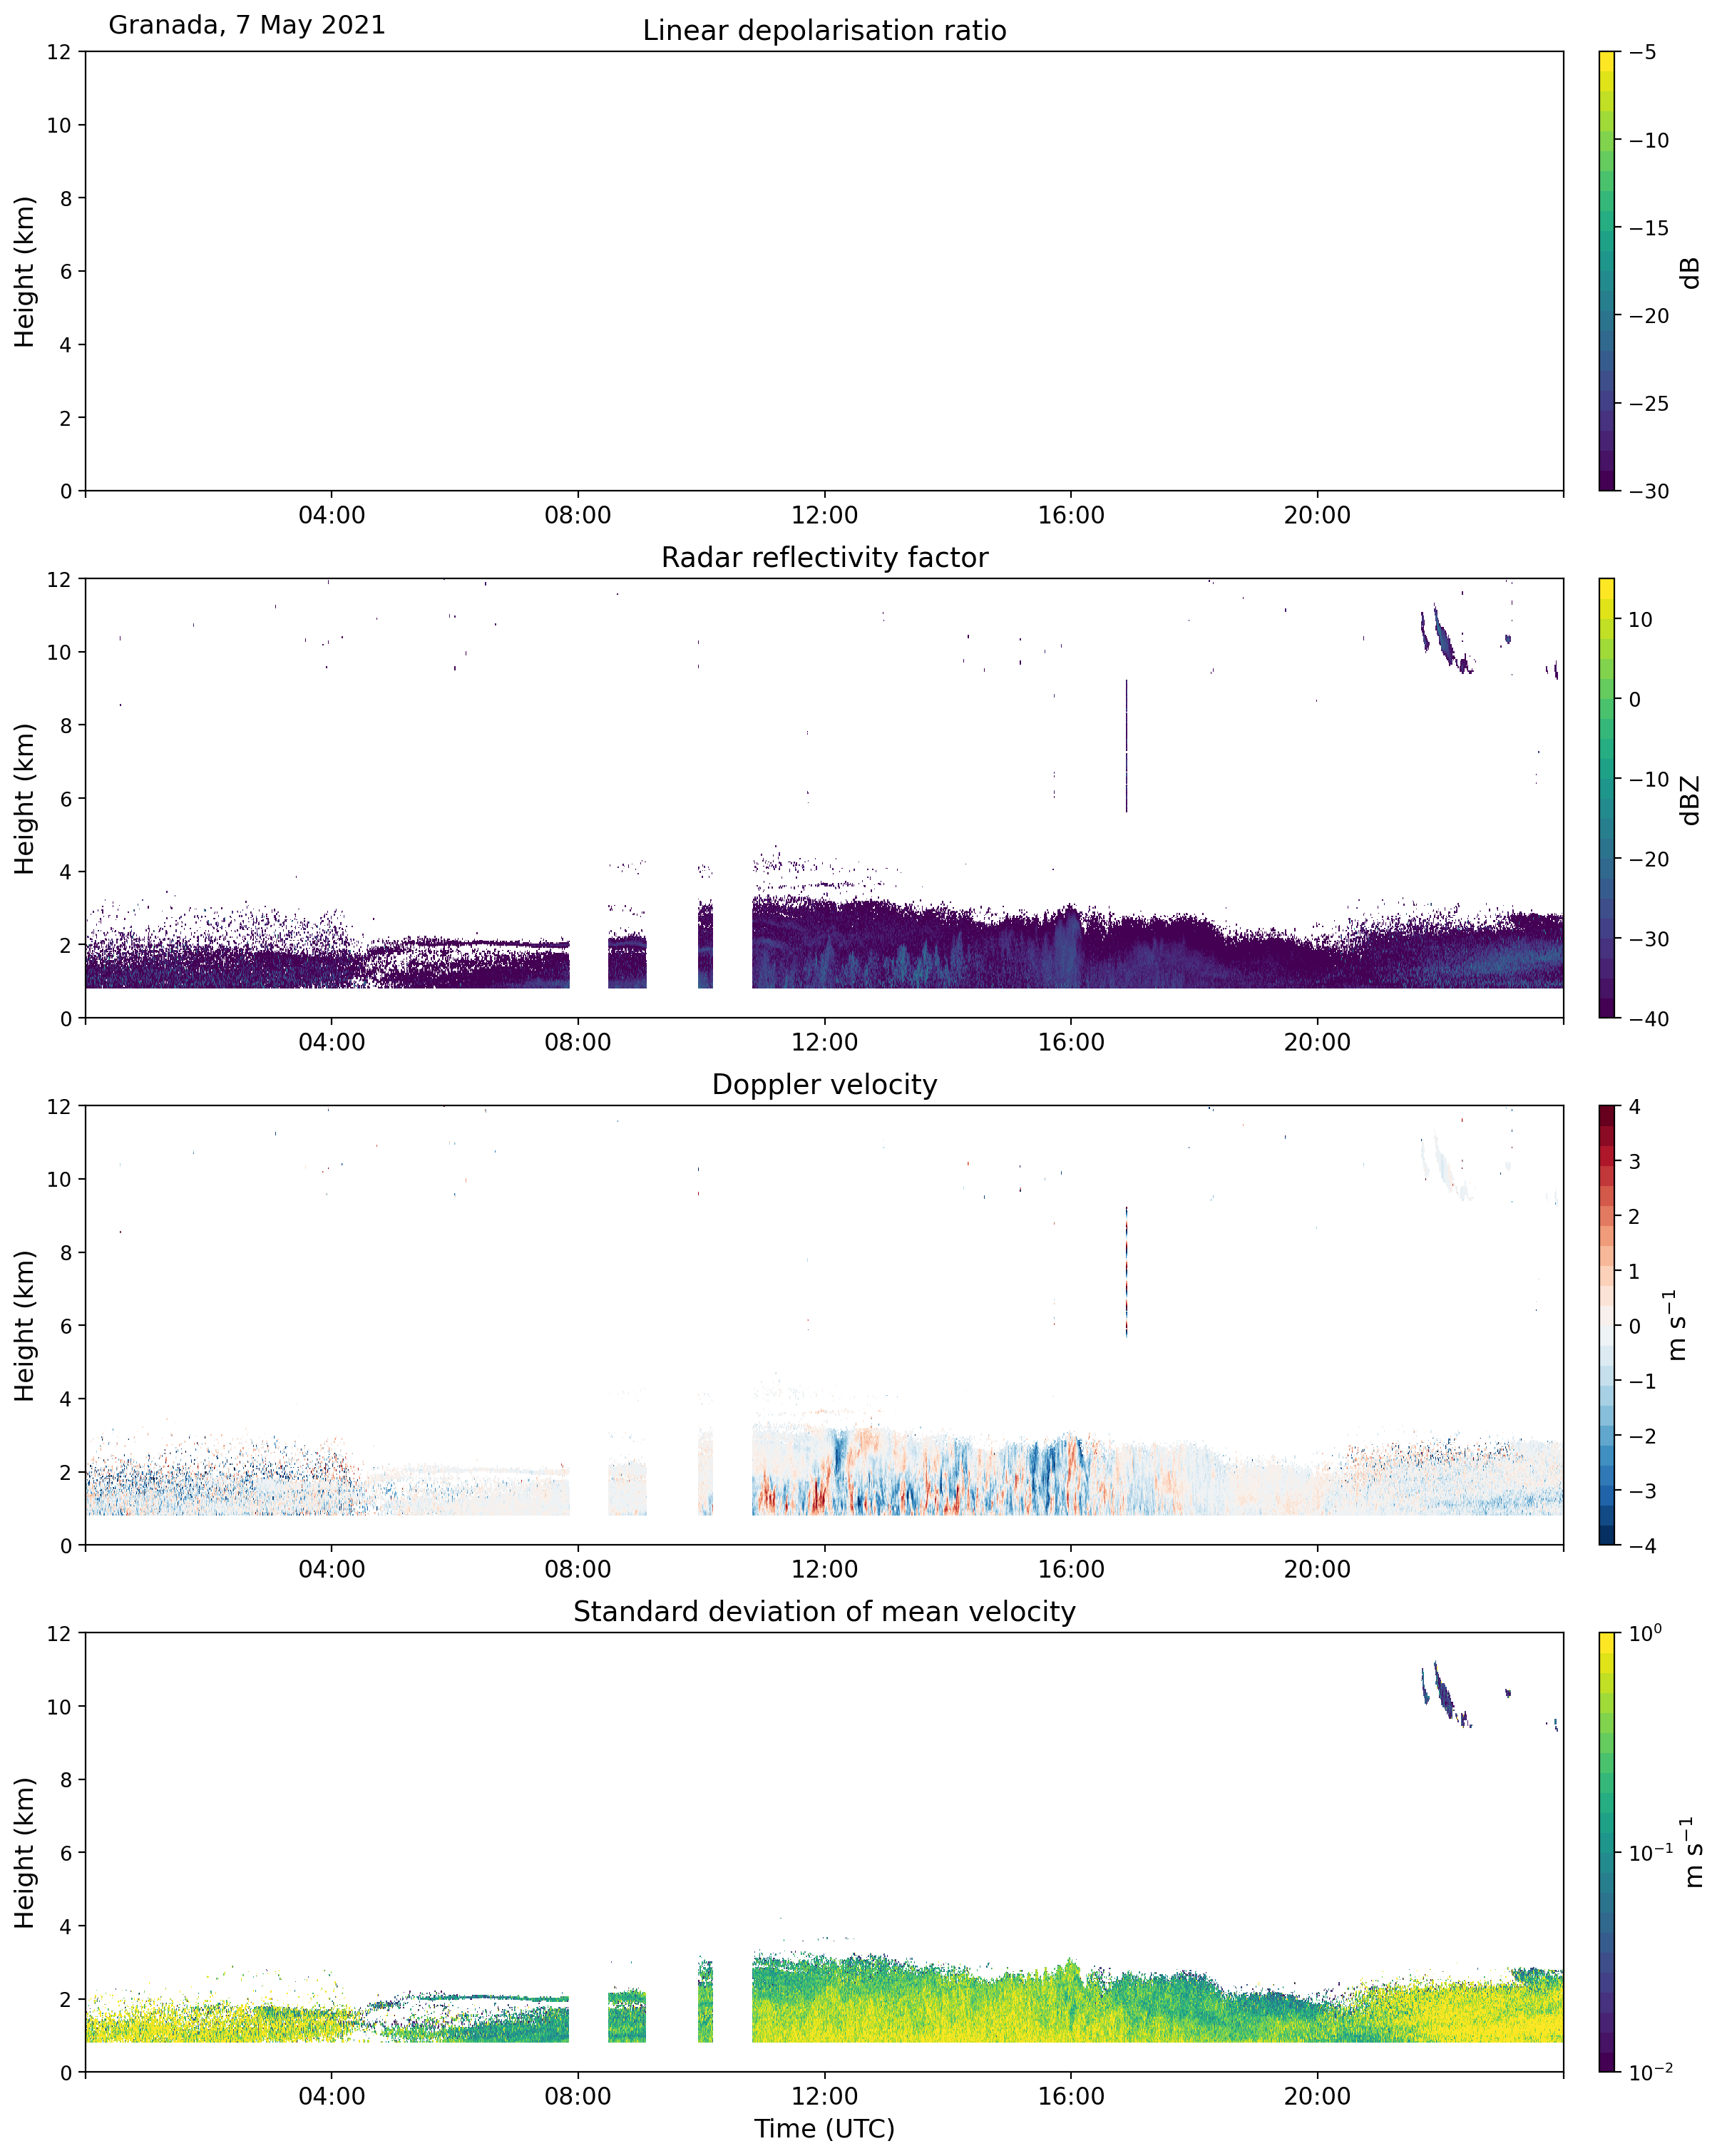 Granada, 7 May 2021
Linear depolarisation ratio
12
10
8
6
4
2
0
Height (km)
04:00 08:00 12:00 16:00 20:00
−5
−10
−15
−20
−25
−30
dB
Radar reflectivity factor
12
10
8
6
4
2
0
Height (km)
04:00 08:00 12:00 16:00 20:00
10
0
−10
−20
−30
−40
dBZ
Doppler velocity
12
10
8
6
4
2
0
Height (km)
04:00 08:00 12:00 16:00 20:00
4
3
2
1
0
−1
−2
−3
−4
m s⁻¹
Standard deviation of mean velocity
12
10
8
6
4
2
0
Height (km)
04:00 08:00 12:00 16:00 20:00
Time (UTC)
10⁰
10⁻¹
10⁻²
m s⁻¹